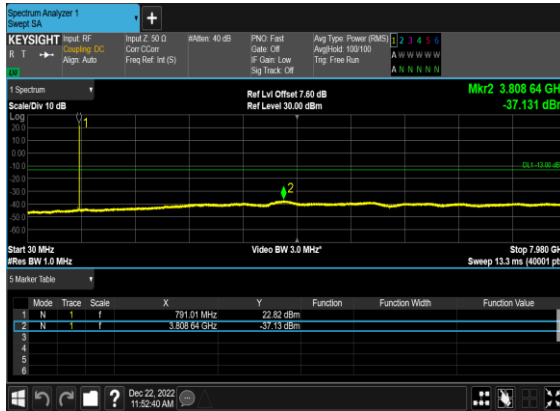 Spectrum Analyzer 1
Swept SA
KEYSIGHT
R T
Input: RF
Coupling: DC
Align: Auto
Input Z: 50 Ω
Corr CCorr
Freq Ref: Int (S)
#Atten: 40 dB
PNO: Fast
Gate: Off
IF Gain: Low
Sig Track: Off
Avg Type: Power (RMS)
Avg|Hold: 100/100
Trig: Free Run
1 2 3 4 5 6
A W W W W W
A N N N N N
1 Spectrum
Scale/Div 10 dB
Ref Lvl Offset 7.60 dB
Ref Level 30.00 dBm
Mkr2 3.808 64 GH
-37.131 dBm
Log
20.0
10.0
0.00
-10.0
-20.0
-30.0
-40.0
-50.0
-60.0
1
2
DL1 -13.00 dB
Start 30 MHz
#Res BW 1.0 MHz
Video BW 3.0 MHz*
Stop 7.980 GH
Sweep 13.3 ms (40001 pt
5 Marker Table
Mode Trace Scale X Y Function Function Width Function Value
1 N 1 f 791.01 MHz 22.82 dBm
2 N 1 f 3.808 64 GHz -37.13 dBm
3
4
5
6
?
Dec 22, 2022
11:52:40 AM